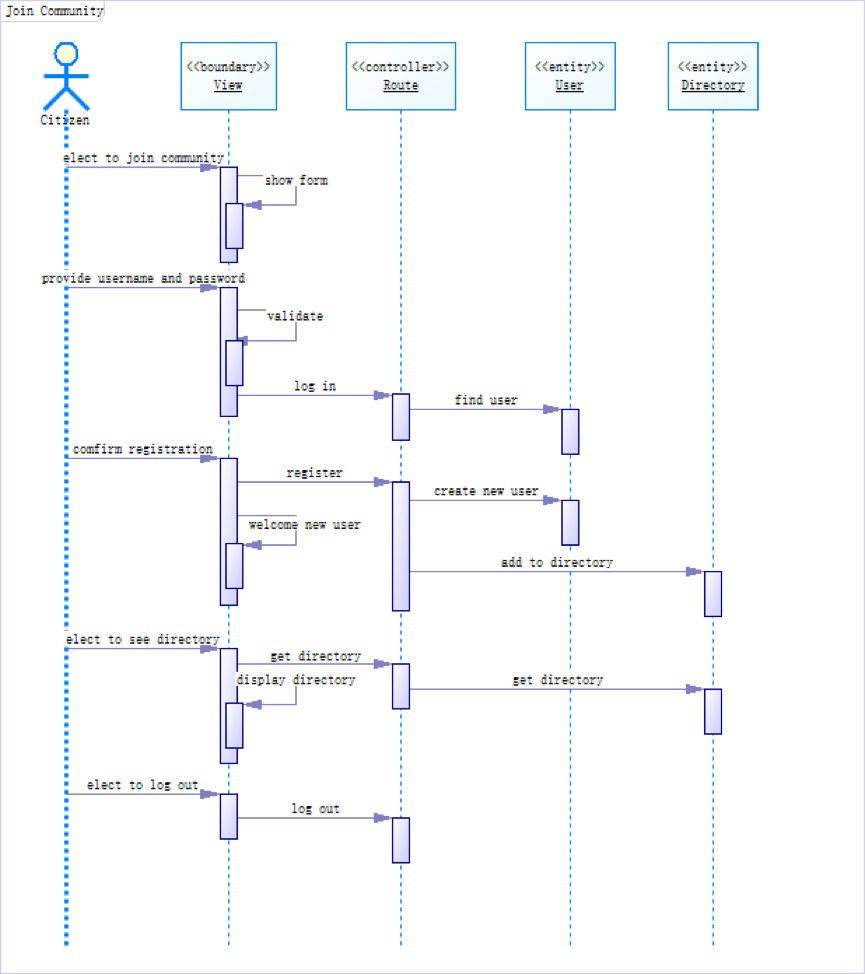 Join Community
<<boundary>>
View
<<controller>>
Route
<<entity>>
User
<<entity>>
Directory
Citizen
elect to join community
show form
provide username and password
validate
log in
find user
comfirm registration
register
create new user
welcome new user
add to directory
elect to see directory
get directory
display directory
get directory
elect to log out
log out